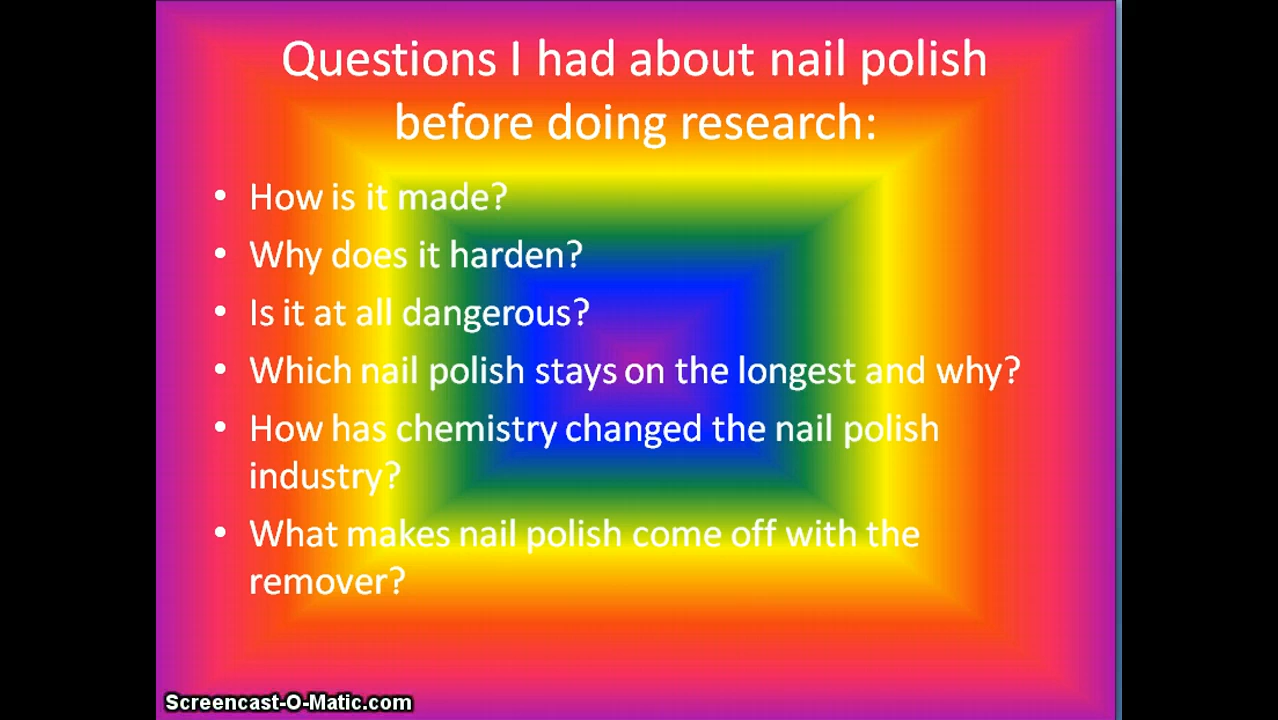 Questions I had about nail polish
before doing research:
• How is it made?
• Why does it harden?
• Is it at all dangerous?
• Which nail polish stays on the longest and why?
• How has chemistry changed the nail polish
industry?
• What makes nail polish come off with the
remover?
Screencast-O-Matic.com